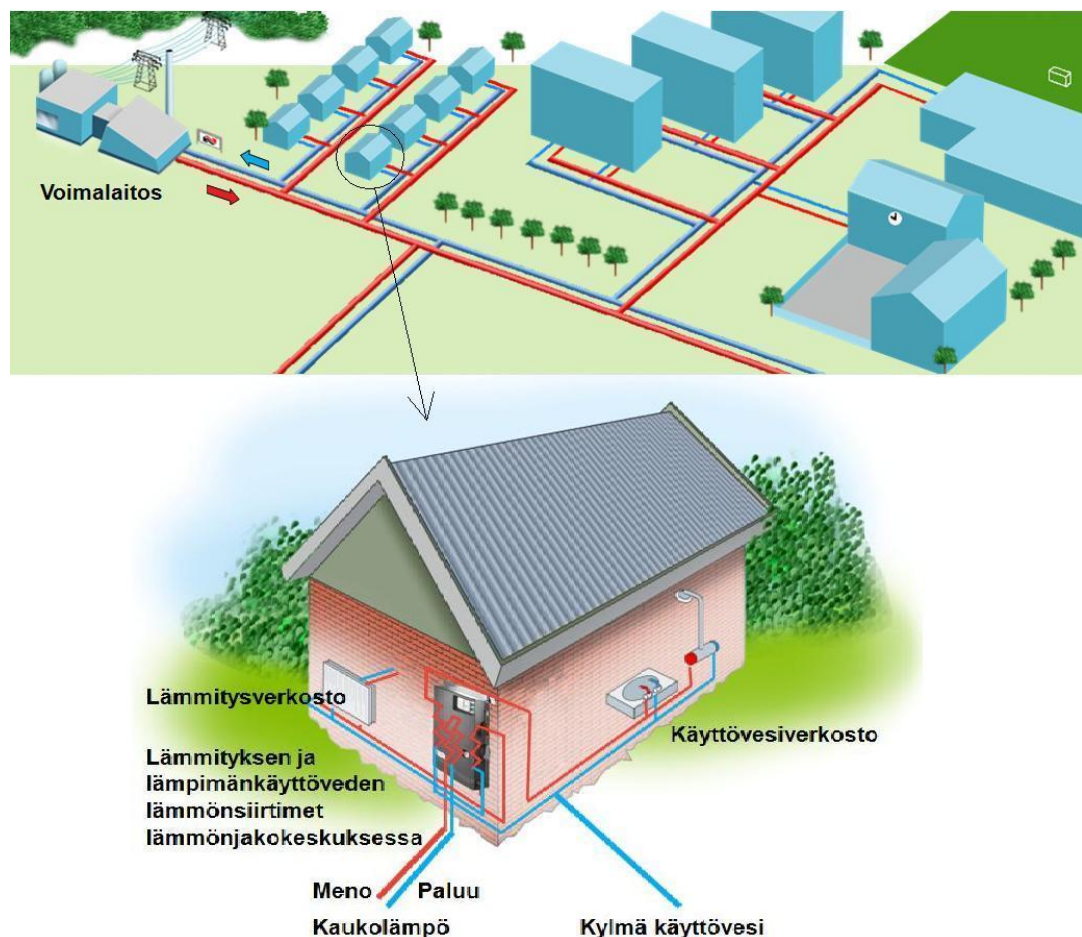 Voimalaitos
Lämmitysverkosto
Lämmityksen ja
lämpimänkäyttöveden
lämmönsiirtimet
lämmönjakokeskuksessa
Käyttövesiverkosto
Meno
Paluu
Kaukolämpö
Kylmä käyttövesi